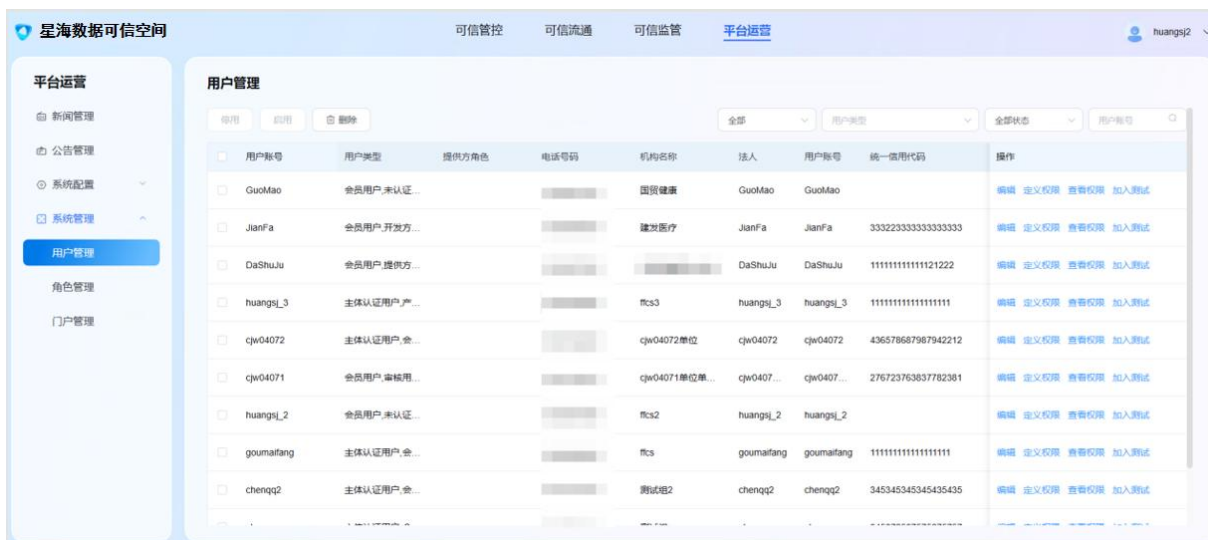 星海数据可信空间 可信管控 可信流通 可信监管 平台运营 huangsj2
平台运营
新闻管理
公告管理
系统配置
系统管理
用户管理
角色管理
门户管理
用户管理
停用 启用 删除 全部 用户类型 全部状态 用户账号
用户账号 用户类型 提供方角色 电话号码 机构名称 法人 用户账号 统一信用代码 操作
GuoMao 会员用户,未认证... 国贸健康 GuoMao GuoMao 编辑 定义权限 查看权限 加入测试
JianFa 会员用户,开发方... 建发医疗 JianFa JianFa 333223333333333333 编辑 定义权限 查看权限 加入测试
DaShuJu 会员用户,提供方... DaShuJu DaShuJu 111111111111121222 编辑 定义权限 查看权限 加入测试
huangsj_3 主体认证用户,产... ffcs3 huangsj_3 huangsj_3 111111111111111111 编辑 定义权限 查看权限 加入测试
cjw04072 主体认证用户,会... cjw04072单位 cjw04072 cjw04072 436578687987942212 编辑 定义权限 查看权限 加入测试
cjw04071 会员用户,审核用... cjw04071单位单... cjw0407... cjw0407... 276723763837782381 编辑 定义权限 查看权限 加入测试
huangsj_2 会员用户,未认证... ffcs2 huangsj_2 huangsj_2 编辑 定义权限 查看权限 加入测试
goumaifang 主体认证用户,会... ffcs goumaifang goumaifang 111111111111111111 编辑 定义权限 查看权限 加入测试
chengq2 主体认证用户,会... 测试组2 chengq2 chengq2 345345345345435435 编辑 定义权限 查看权限 加入测试